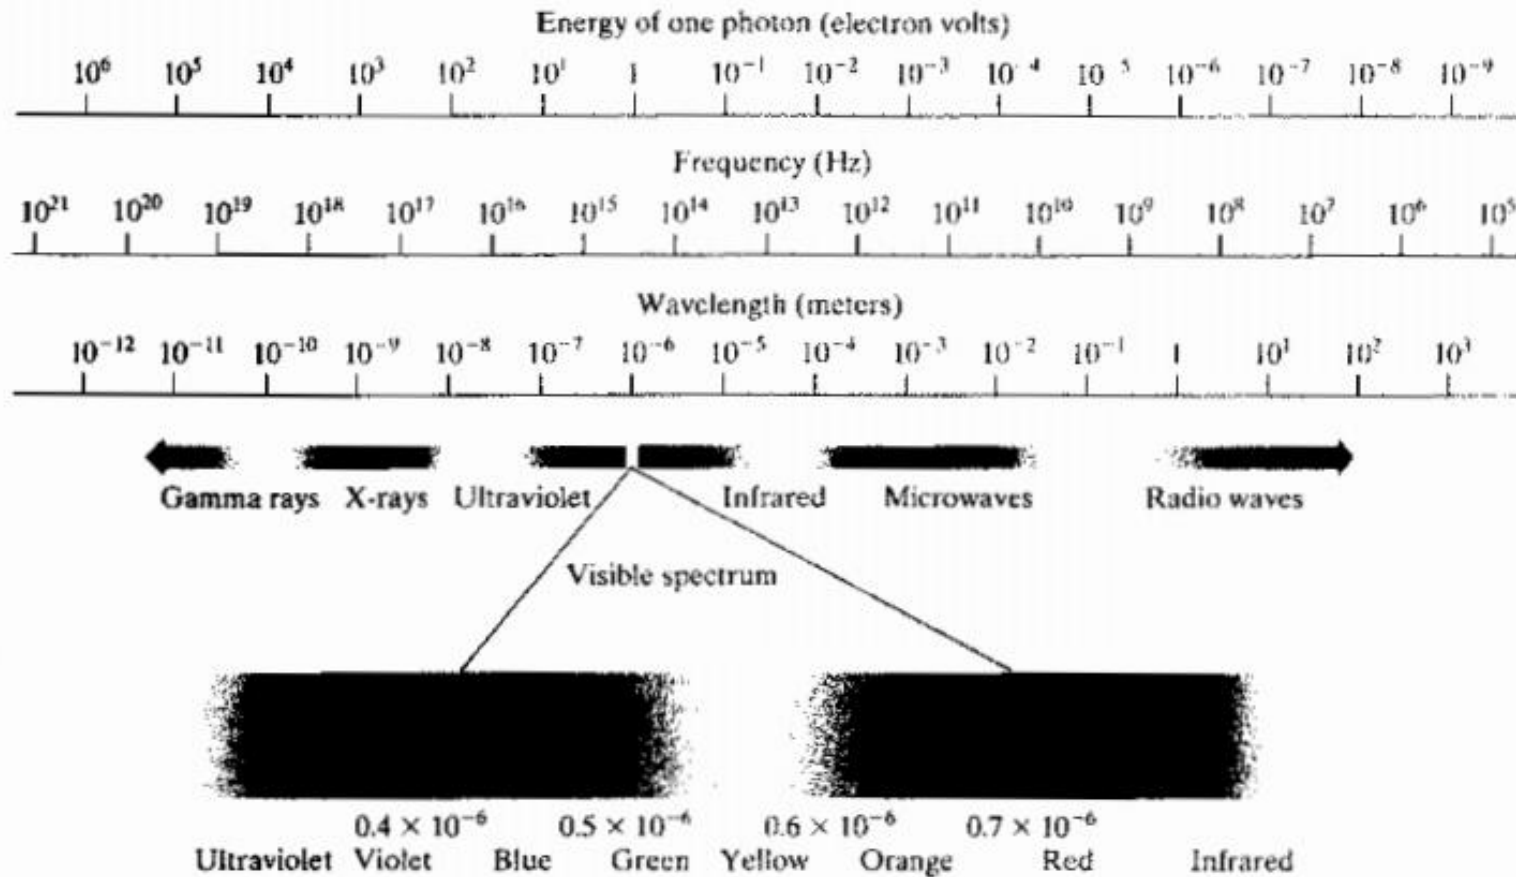 Energy of one photon (electron volts)
10⁶ 10⁵ 10⁴ 10³ 10² 10¹ 1 10⁻¹ 10⁻² 10⁻³ 10⁻⁴ 10⁻⁵ 10⁻⁶ 10⁻⁷ 10⁻⁸ 10⁻⁹
Frequency (Hz)
10²¹ 10²⁰ 10¹⁹ 10¹⁸ 10¹⁷ 10¹⁶ 10¹⁵ 10¹⁴ 10¹³ 10¹² 10¹¹ 10¹⁰ 10⁹ 10⁸ 10⁷ 10⁶ 10⁵
Wavelength (meters)
10⁻¹² 10⁻¹¹ 10⁻¹⁰ 10⁻⁹ 10⁻⁸ 10⁻⁷ 10⁻⁶ 10⁻⁵ 10⁻⁴ 10⁻³ 10⁻² 10⁻¹ 1 10¹ 10² 10³
Gamma rays X-rays Ultraviolet Infrared Microwaves Radio waves
Visible spectrum
0.4 × 10⁻⁶ 0.5 × 10⁻⁶ 0.6 × 10⁻⁶ 0.7 × 10⁻⁶
Ultraviolet Violet Blue Green Yellow Orange Red Infrared